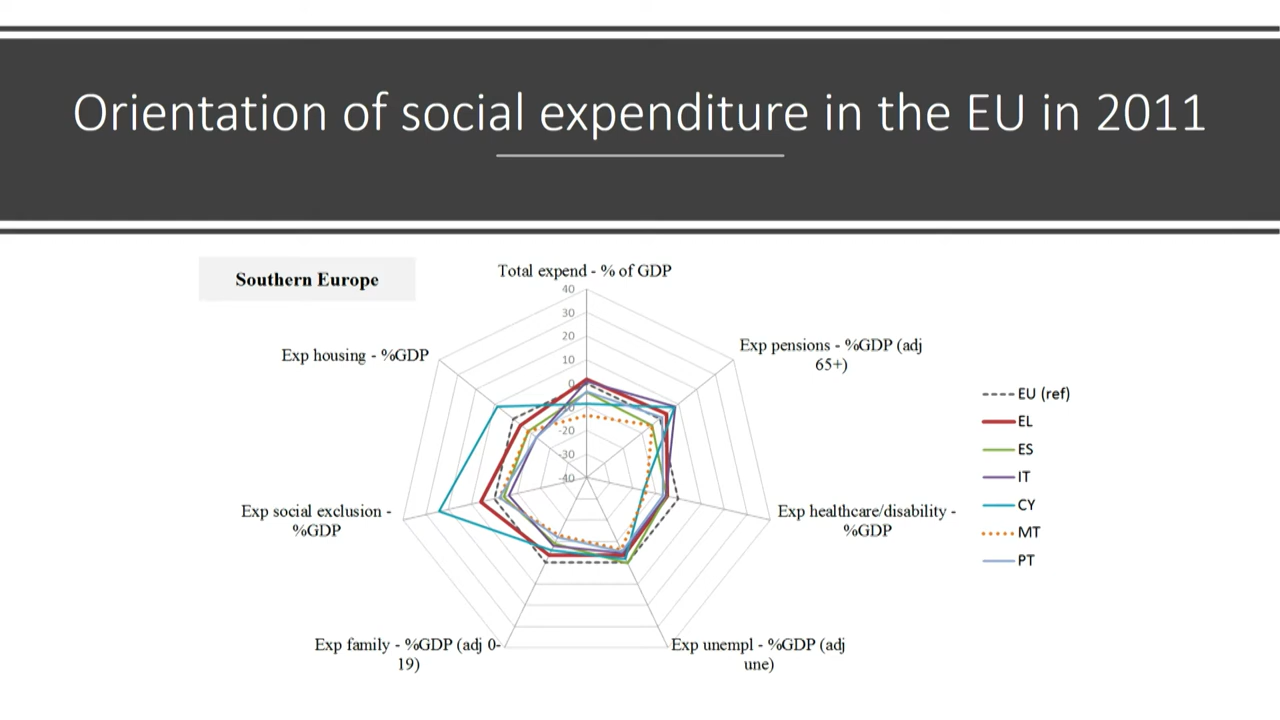 Orientation of social expenditure in the EU in 2011
Southern Europe
Total expend - % of GDP
40
30
20
10
0
-20
-30
-40
Exp housing - %GDP
Exp pensions - %GDP (adj
65+)
EU (ref)
EL
ES
IT
CY
MT
PT
Exp social exclusion -
%GDP
Exp healthcare/disability -
%GDP
Exp family - %GDP (adj 0-
19)
Exp unempl - %GDP (adj
une)